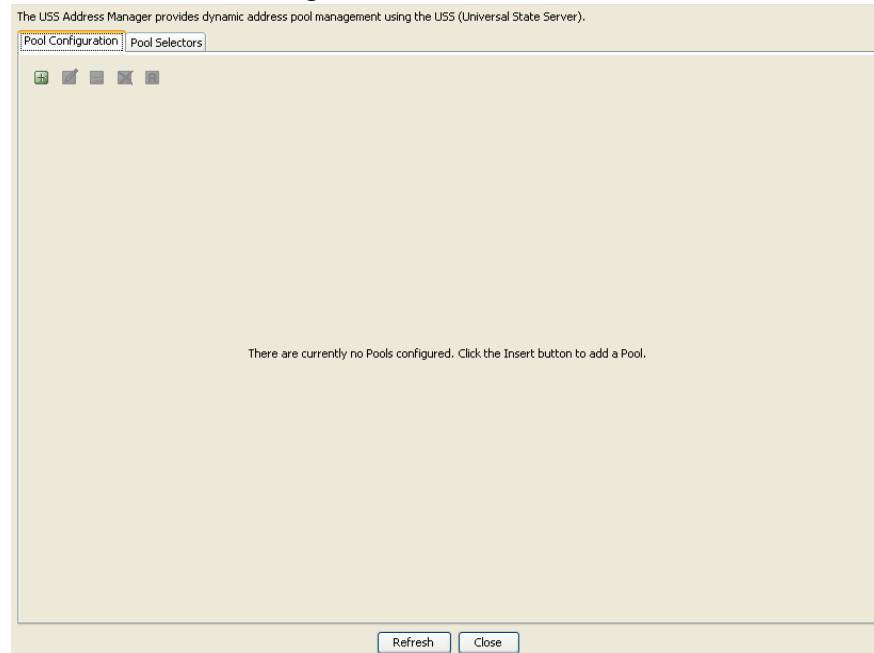 The USS Address Manager provides dynamic address pool management using the USS (Universal State Server).
Pool Configuration Pool Selectors
There are currently no Pools configured. Click the Insert button to add a Pool.
Refresh Close